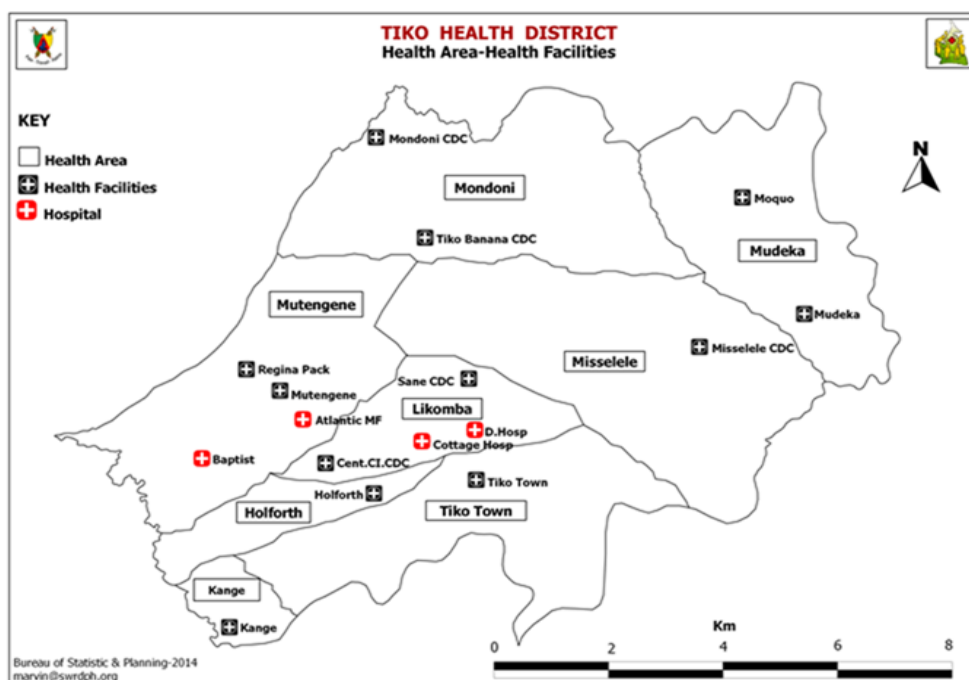 TIKO HEALTH DISTRICT
Health Area-Health Facilities
KEY
Health Area
Health Facilities
Hospital
N
Mondoni CDC
Mondoni
Tiko Banana CDC
Moquo
Mudeka
Mudeka
Mutengene
Misselele CDC
Misselele
Regina Pack
Mutengene
Sane CDC
Likomba
Atlantic MF
D.Hosp
Cottage Hosp
Baptist
Cent.CI.CDC
Tiko Town
Holforth
Holforth
Tiko Town
Kange
Kange
Km
0 2 4 6 8
Bureau of Statistic & Planning-2014
marvin@swrdph.org